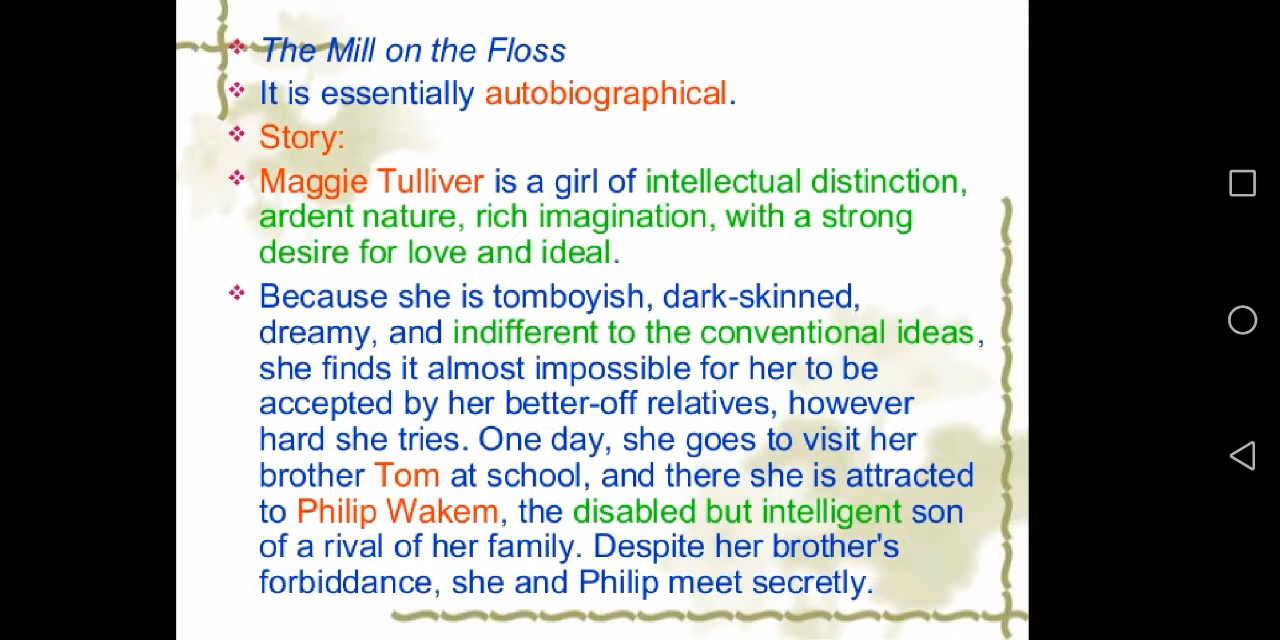 The Mill on the Floss
It is essentially autobiographical.
Story:
Maggie Tulliver is a girl of intellectual distinction,
ardent nature, rich imagination, with a strong
desire for love and ideal.
Because she is tomboyish, dark-skinned,
dreamy, and indifferent to the conventional ideas,
she finds it almost impossible for her to be
accepted by her better-off relatives, however
hard she tries. One day, she goes to visit her
brother Tom at school, and there she is attracted
to Philip Wakem, the disabled but intelligent son
of a rival of her family. Despite her brother's
forbiddance, she and Philip meet secretly.